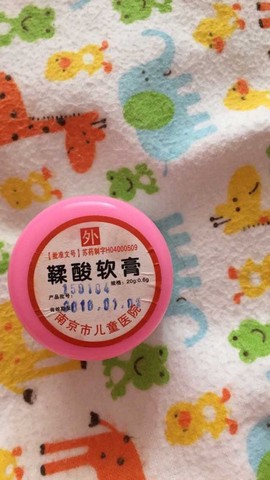 外
【批准文号】苏药制字H04000509
鞣酸软膏
规格：20g:0.6g
产品批号：150104
有效期至：2016.01.03
南京市儿童医院